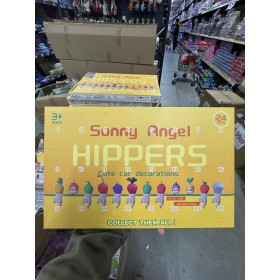 3+
24
Sunny Angel
HIPPERS
Cute car decorations
COLLECT THEM ALL!